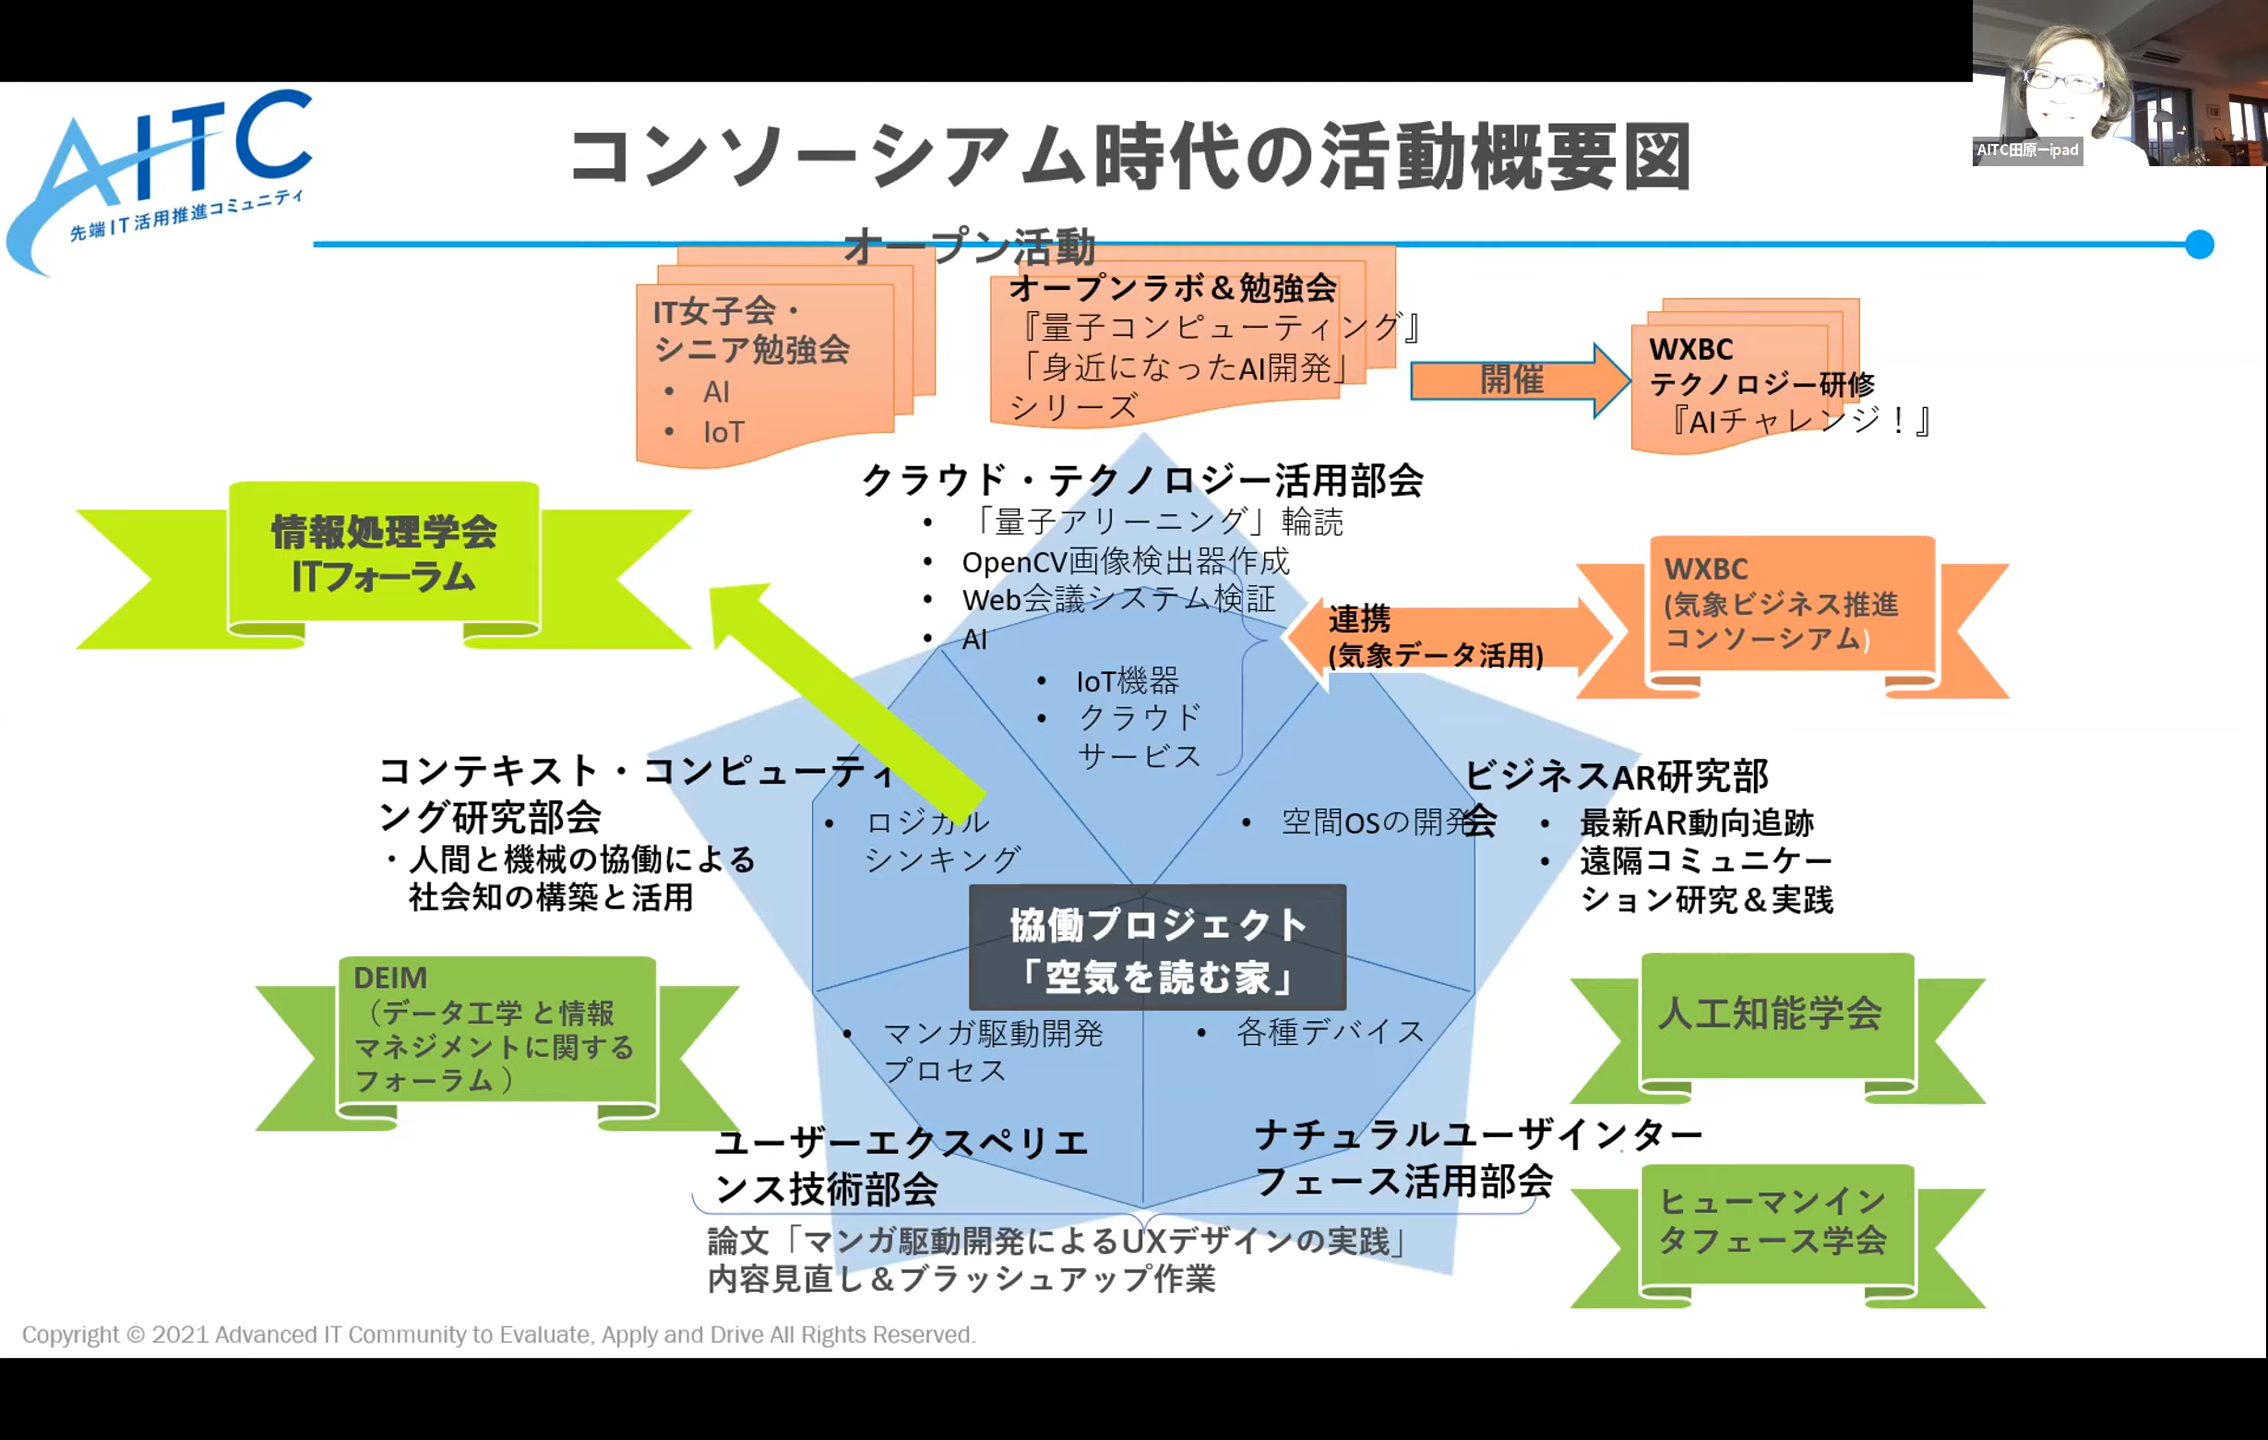 AITC
先端IT活用推進コミュニティ
コンソーシアム時代の活動概要図
AITC田原ーipad
オープン活動
IT女子会・
シニア勉強会
• AI
• IoT
オープンラボ＆勉強会
『量子コンピューティング』
「身近になったAI開発」
シリーズ
開催
WXBC
テクノロジー研修
『AIチャレンジ！』
クラウド・テクノロジー活用部会
• 「量子アリーニング」輪読
• OpenCV画像検出器作成
• Web会議システム検証
• AI
• IoT機器
• クラウド
サービス
情報処理学会
ITフォーラム
連携
(気象データ活用)
WXBC
(気象ビジネス推進
コンソーシアム)
コンテキスト・コンピューティ
ング研究部会
・人間と機械の協働による
社会知の構築と活用
• ロジカル
シンキング
• 空間OSの開発
ビジネスAR研究部
会
• 最新AR動向追跡
• 遠隔コミュニケー
ション研究＆実践
協働プロジェクト
「空気を読む家」
DEIM
（データ工学 と情報
マネジメントに関する
フォーラム ）
• マンガ駆動開発
プロセス
• 各種デバイス
人工知能学会
ユーザーエクスペリエ
ンス技術部会
ナチュラルユーザインター
フェース活用部会
ヒューマンイン
タフェース学会
論文「マンガ駆動開発によるUXデザインの実践」
内容見直し＆ブラッシュアップ作業
Copyright © 2021 Advanced IT Community to Evaluate, Apply and Drive All Rights Reserved.